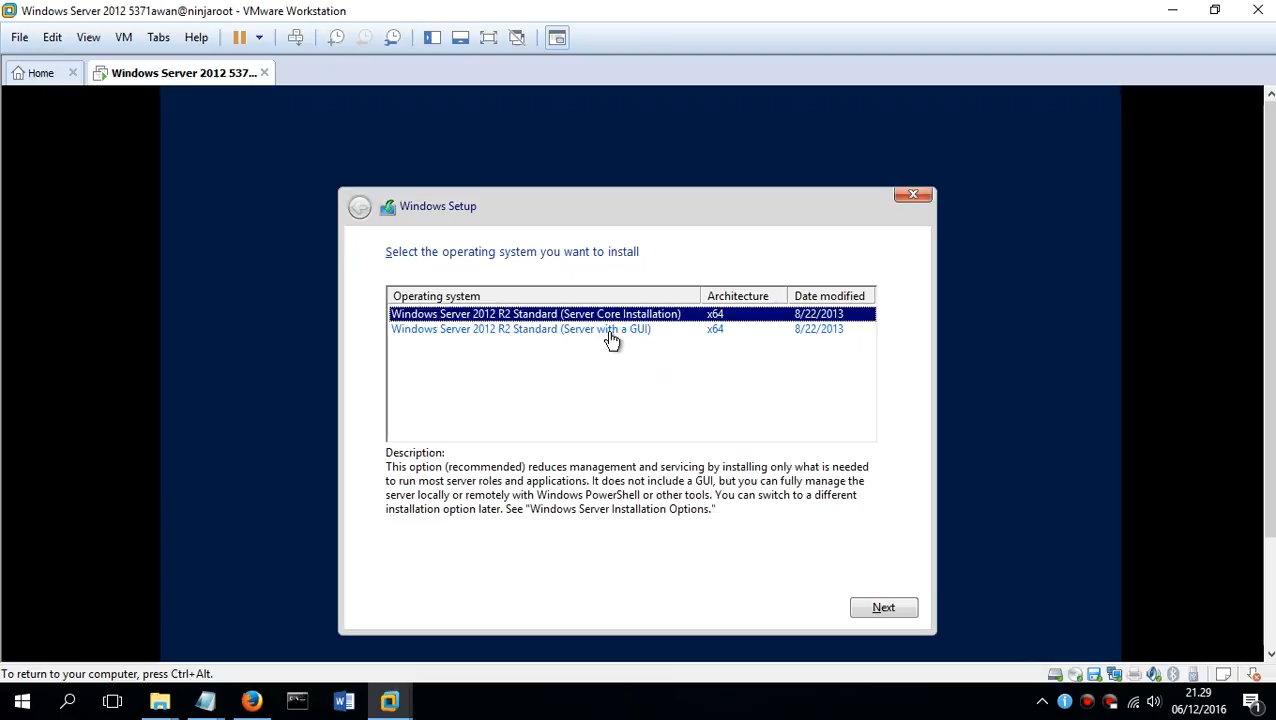 Windows Server 2012 5371awan@ninjaroot - VMware Workstation
File Edit View VM Tabs Help
Home
Windows Server 2012 537...
Windows Setup
Select the operating system you want to install
Operating system Architecture Date modified
Windows Server 2012 R2 Standard (Server Core Installation) x64 8/22/2013
Windows Server 2012 R2 Standard (Server with a GUI) x64 8/22/2013
Description:
This option (recommended) reduces management and servicing by installing only what is needed
to run most server roles and applications. It does not include a GUI, but you can fully manage the
server locally or remotely with Windows PowerShell or other tools. You can switch to a different
installation option later. See "Windows Server Installation Options."
Next
To return to your computer, press Ctrl+Alt.
21.29
06/12/2016
1